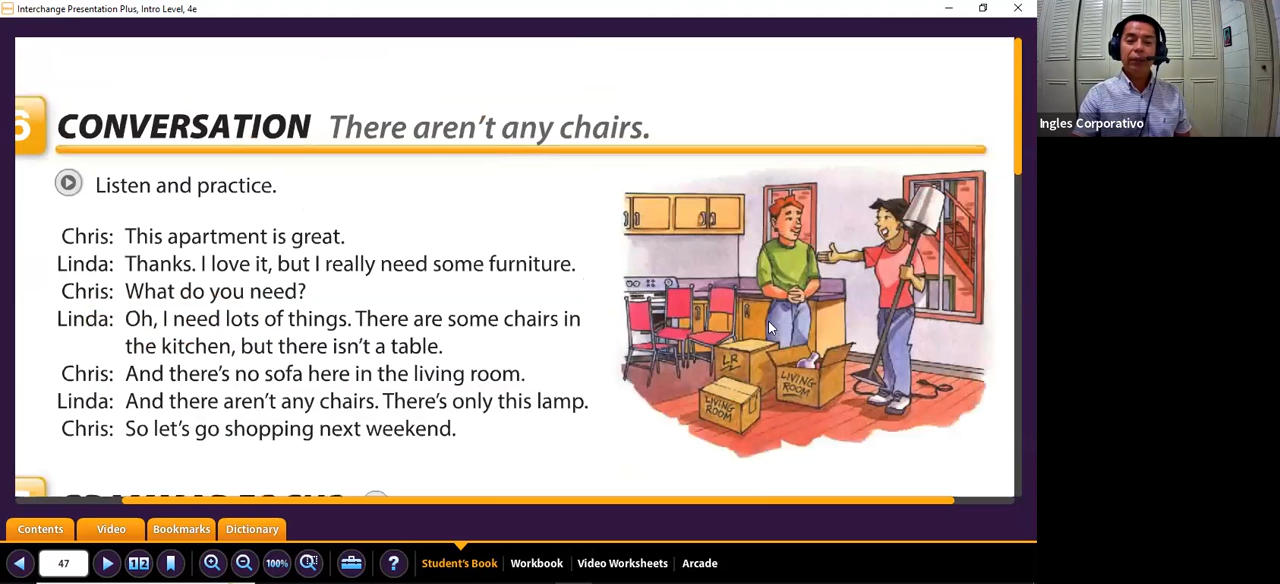 Interchange Presentation Plus, Intro Level, 4e
6 CONVERSATION There aren't any chairs.
Listen and practice.
Chris: This apartment is great.
Linda: Thanks. I love it, but I really need some furniture.
Chris: What do you need?
Linda: Oh, I need lots of things. There are some chairs in
the kitchen, but there isn't a table.
Chris: And there's no sofa here in the living room.
Linda: And there aren't any chairs. There's only this lamp.
Chris: So let's go shopping next weekend.
LR
LIVING
ROOM
LIVING
ROOM
Ingles Corporativo
Contents Video Bookmarks Dictionary
47 1 2 100% ? Student's Book Workbook Video Worksheets Arcade